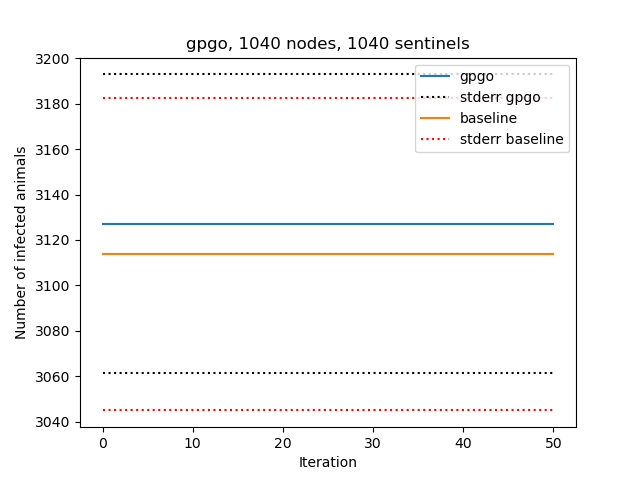 gpgo, 1040 nodes, 1040 sentinels
3200
3180
3160
3140
3120
3100
3080
3060
3040
Number of infected animals
gpgo
stderr gpgo
baseline
stderr baseline
0 10 20 30 40 50
Iteration